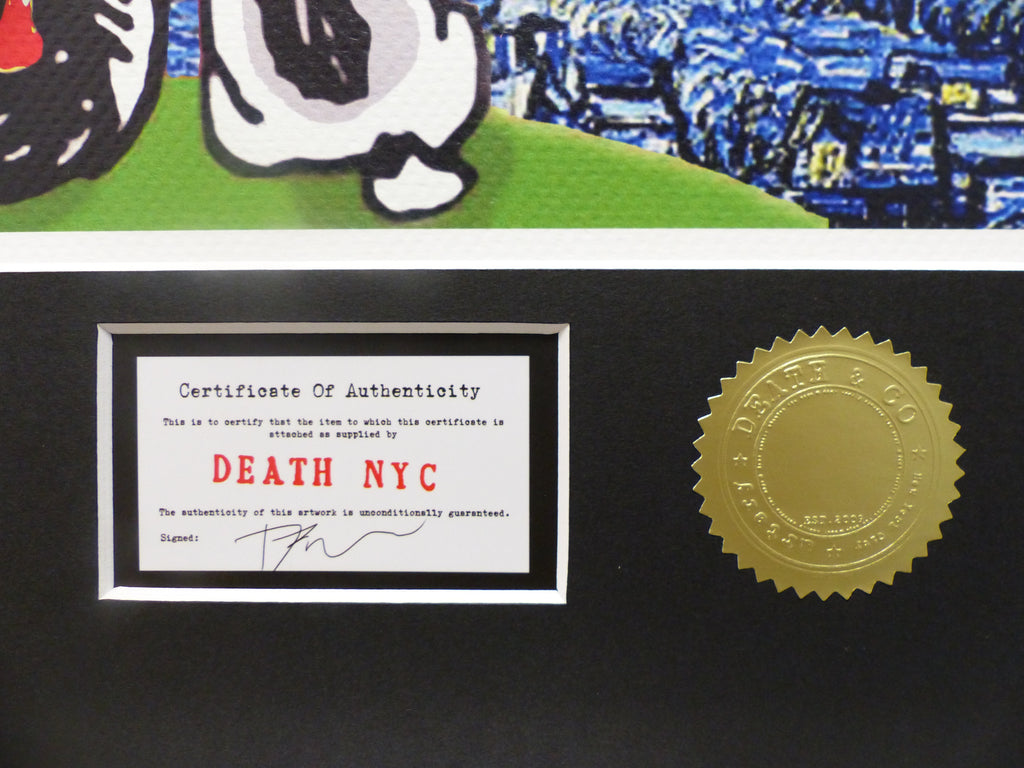 Certificate Of Authenticity
This is to certify that the item to which this certificate is
attached as supplied by
DEATH NYC
The authenticity of this artwork is unconditionally guaranteed.
Signed:
DEATH & CO